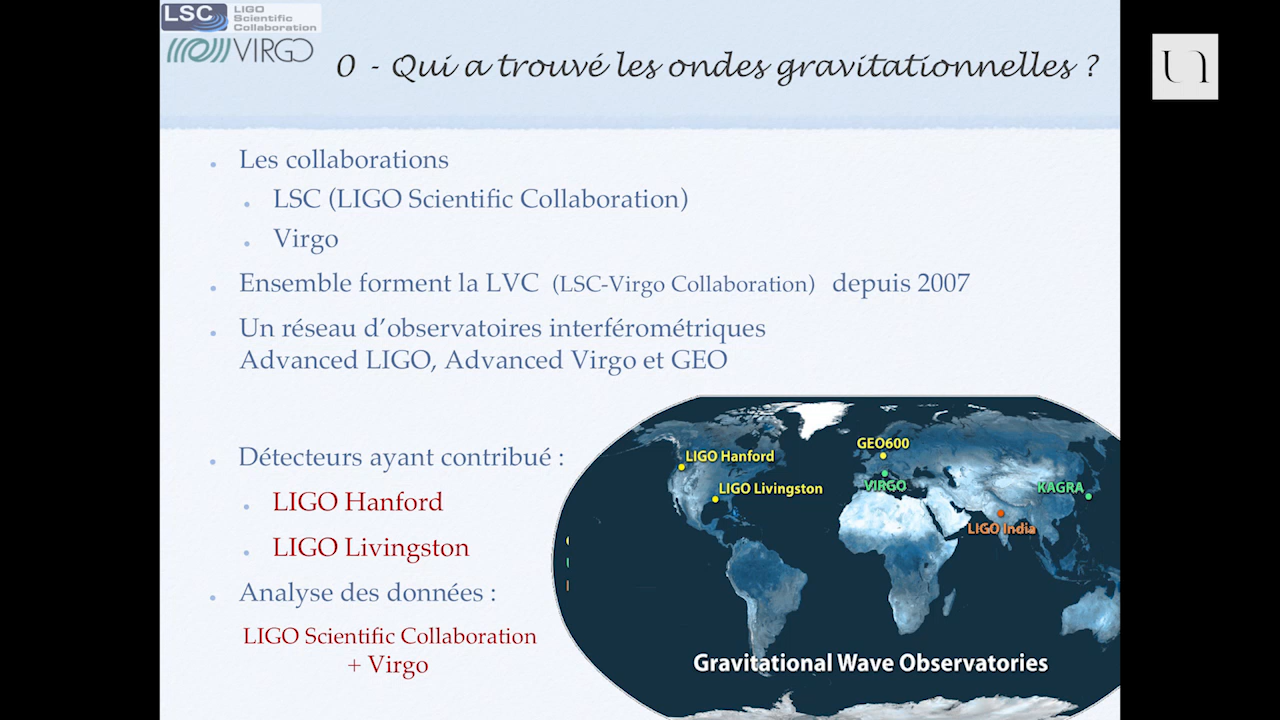 LSC LIGO
Scientific
Collaboration
VIRGO
0 - Qui a trouvé les ondes gravitationnelles ?
Les collaborations
LSC (LIGO Scientific Collaboration)
Virgo
Ensemble forment la LVC (LSC-Virgo Collaboration) depuis 2007
Un réseau d’observatoires interférométriques
Advanced LIGO, Advanced Virgo et GEO
Détecteurs ayant contribué :
LIGO Hanford
LIGO Livingston
Analyse des données :
LIGO Scientific Collaboration
+ Virgo
GEO600
LIGO Hanford
VIRGO
LIGO Livingston
KAGRA
LIGO India
Gravitational Wave Observatories